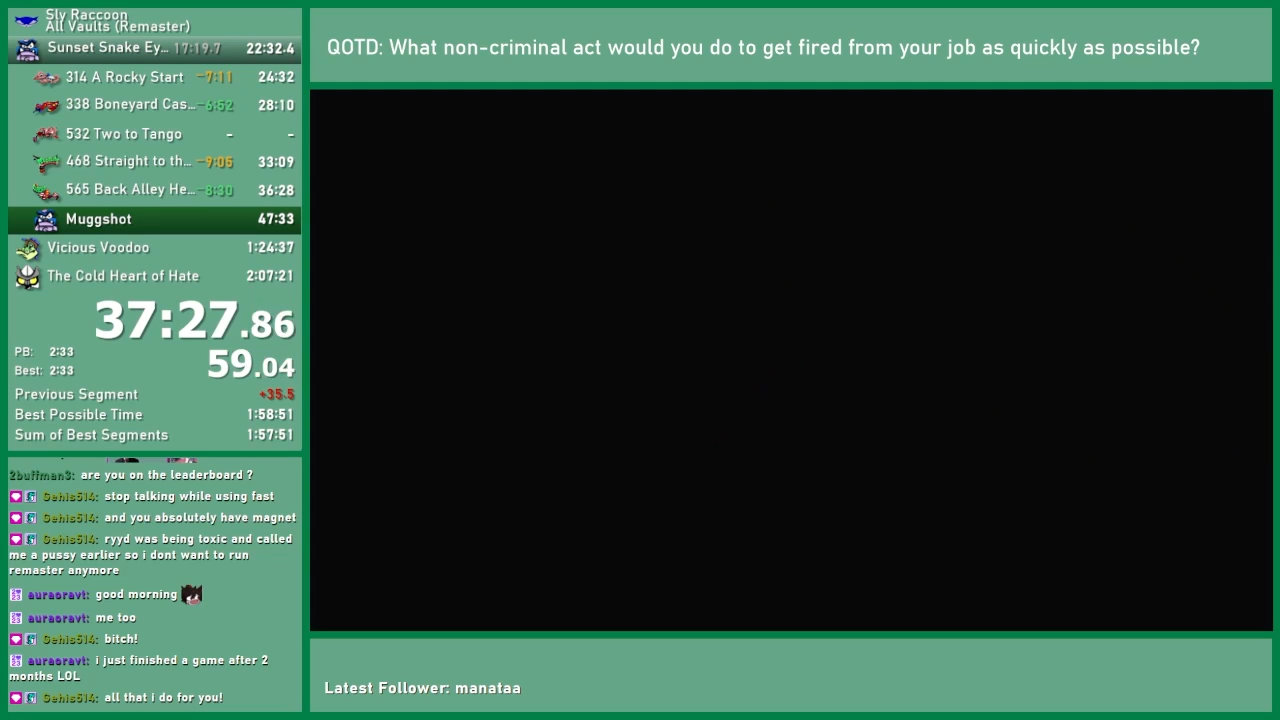 Sly Raccoon
All Vaults (Remaster)
Sunset Snake Ey... 17:19.7 22:32.4
314 A Rocky Start -7:11 24:32
338 Boneyard Cas... -6:52 28:10
532 Two to Tango - -
468 Straight to th... -9:05 33:09
565 Back Alley He... -8:30 36:28
Muggshot 47:33
Vicious Voodoo 1:24:37
The Cold Heart of Hate 2:07:21
37:27.86
PB: 2:33
59.04
Best: 2:33
Previous Segment +35.5
Best Possible Time 1:58:51
Sum of Best Segments 1:57:51
2buffman3: are you on the leaderboard ?
Gehis514: stop talking while using fast
Gehis514: and you absolutely have magnet
Gehis514: ryyd was being toxic and called
me a pussy earlier so i dont want to run
remaster anymore
auraoravt: good morning
auraoravt: me too
Gehis514: bitch!
auraoravt: i just finished a game after 2
months LOL
Gehis514: all that i do for you!
QOTD: What non-criminal act would you do to get fired from your job as quickly as possible?
Latest Follower: manataa